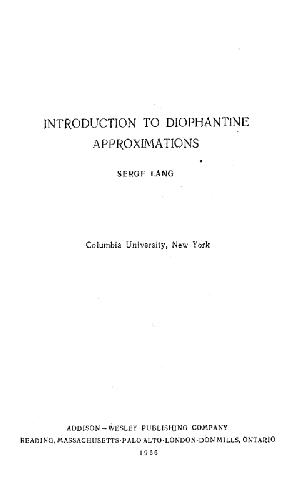 INTRODUCTION TO DIOPHANTINE
APPROXIMATIONS
SERGE LANG
Columbia University, New York
ADDISON-WESLEY PUBLISHING COMPANY
READING, MASSACHUSETTS-PALO ALTO-LONDON-DON MILLS, ONTARIO
1966